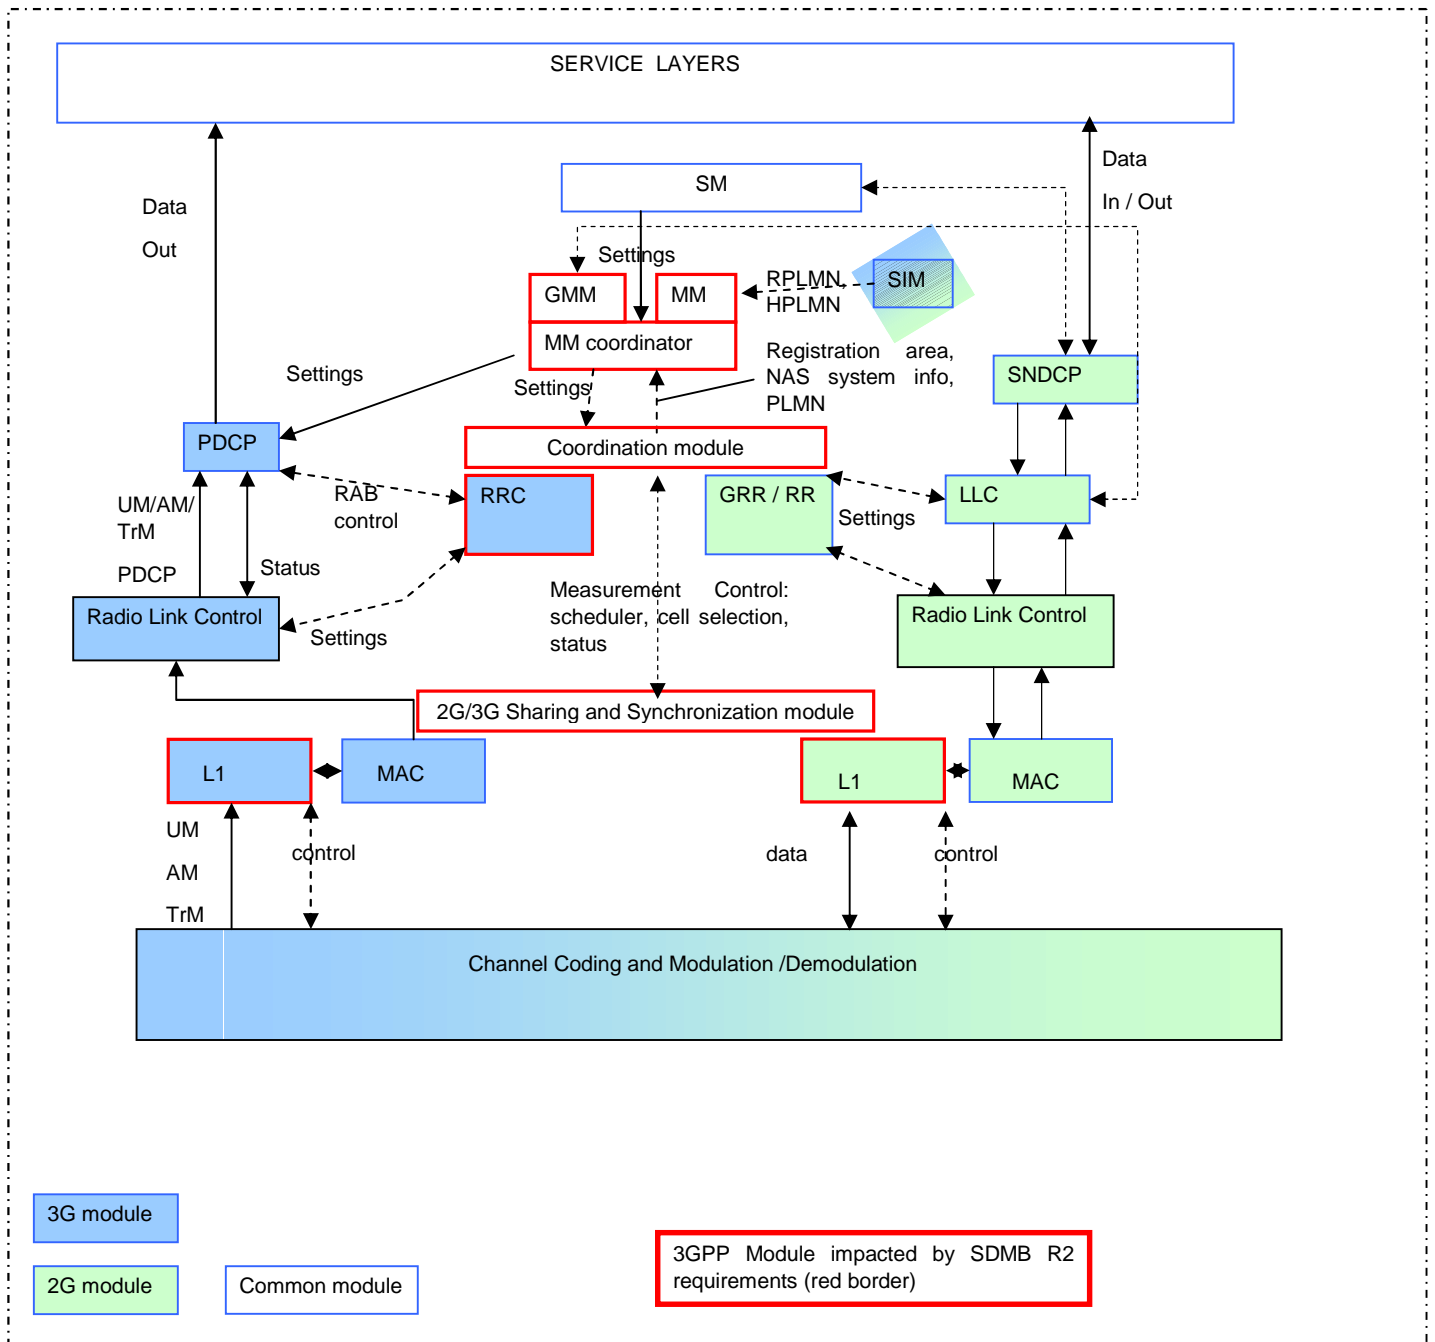 SERVICE LAYERS
Data
Out
SM
Data
In / Out
Settings
GMM
MM
RPLMN,
HPLMN
SIM
MM coordinator
Registration area,
NAS system info,
PLMN
Settings
Settings
SNDCP
PDCP
Coordination module
UM/AM/
TrM
PDCP
Status
RAB
control
RRC
GRR / RR
Settings
LLC
Radio Link Control
Settings
Measurement Control:
scheduler, cell selection,
status
Radio Link Control
2G/3G Sharing and Synchronization module
L1
MAC
L1
MAC
UM
AM
TrM
control
data
control
Channel Coding and Modulation /Demodulation
3G module
2G module
Common module
3GPP Module impacted by SDMB R2
requirements (red border)